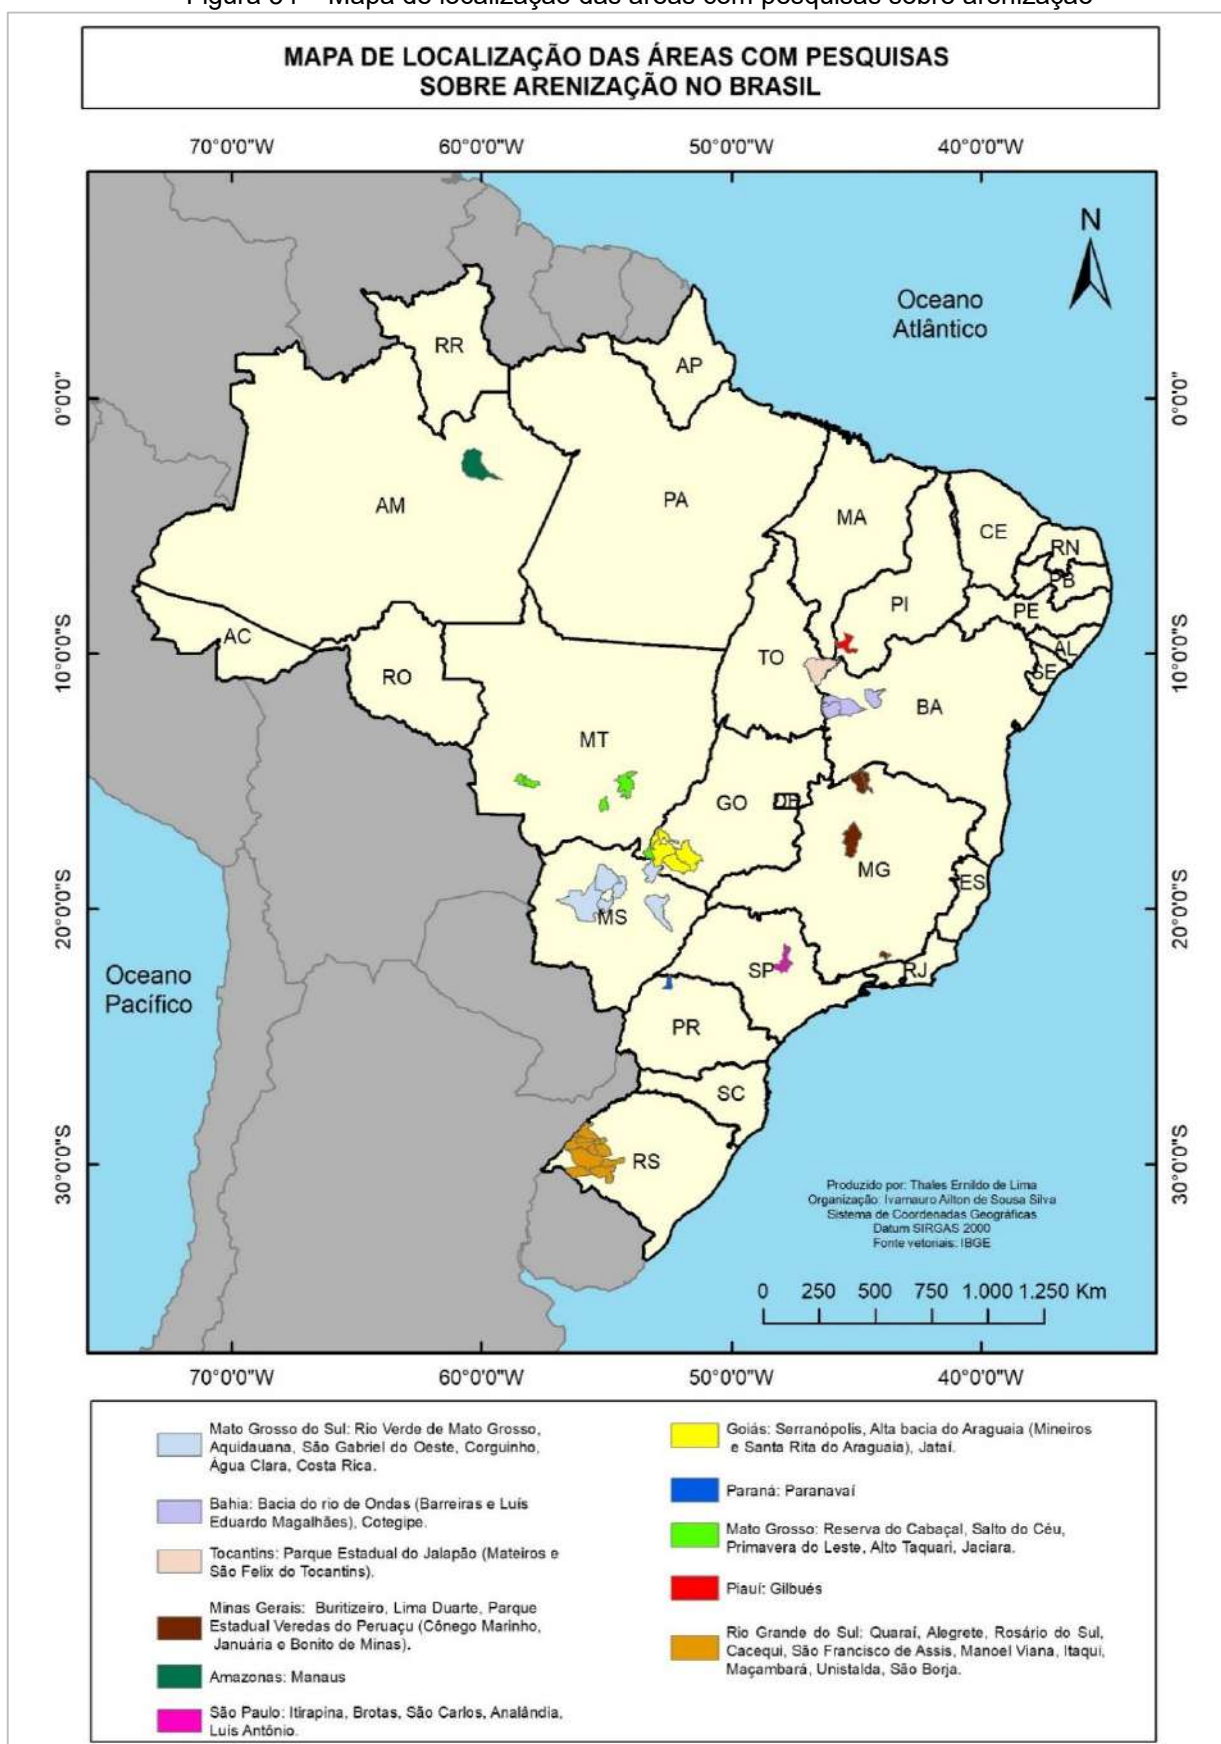 Figura 34 – Mapa de localização das áreas com pesquisas sobre arenização
MAPA DE LOCALIZAÇÃO DAS ÁREAS COM PESQUISAS
SOBRE ARENIZAÇÃO NO BRASIL
70°0'0"W 60°0'0"W 50°0'0"W 40°0'0"W
N
Oceano
Atlântico
RR
AP
0°0'0" 0°0'0"
AM
PA
MA
CE
RN
PB
PE
PI
AL
SE
AC
TO
10°0'0"S 10°0'0"S
RO
BA
MT
GO
DF
MG
ES
MS
20°0'0"S 20°0'0"S
Oceano
Pacífico
SP
RJ
PR
SC
RS
30°0'0"S 30°0'0"S
Produzido por: Thales Ernildo de Lima
Organização: Ivamauro Ailton de Sousa Silva
Sistema de Coordenadas Geográficas
Datum SIRGAS 2000
Fonte vetoriais: IBGE
0 250 500 750 1.000 1.250 Km
70°0'0"W 60°0'0"W 50°0'0"W 40°0'0"W
Mato Grosso do Sul: Rio Verde de Mato Grosso,
Aquidauana, São Gabriel do Oeste, Corguinho,
Água Clara, Costa Rica.
Bahia: Bacia do rio de Ondas (Barreiras e Luís
Eduardo Magalhães), Cotegipe.
Tocantins: Parque Estadual do Jalapão (Mateiros e
São Felix do Tocantins).
Minas Gerais: Buritizeiro, Lima Duarte, Parque
Estadual Veredas do Peruaçu (Cônego Marinho,
Januária e Bonito de Minas).
Amazonas: Manaus
São Paulo: Itirapina, Brotas, São Carlos, Analândia,
Luis Antônio.
Goiás: Serranópolis, Alta bacia do Araguaia (Mineiros
e Santa Rita do Araguaia), Jataí.
Paraná: Paranavaí
Mato Grosso: Reserva do Cabaçal, Salto do Céu,
Primavera do Leste, Alto Taquari, Jaciara.
Piauí: Gilbués
Rio Grande do Sul: Quaraí, Alegrete, Rosário do Sul,
Cacequi, São Francisco de Assis, Manoel Viana, Itaqui,
Maçambará, Unistalda, São Borja.